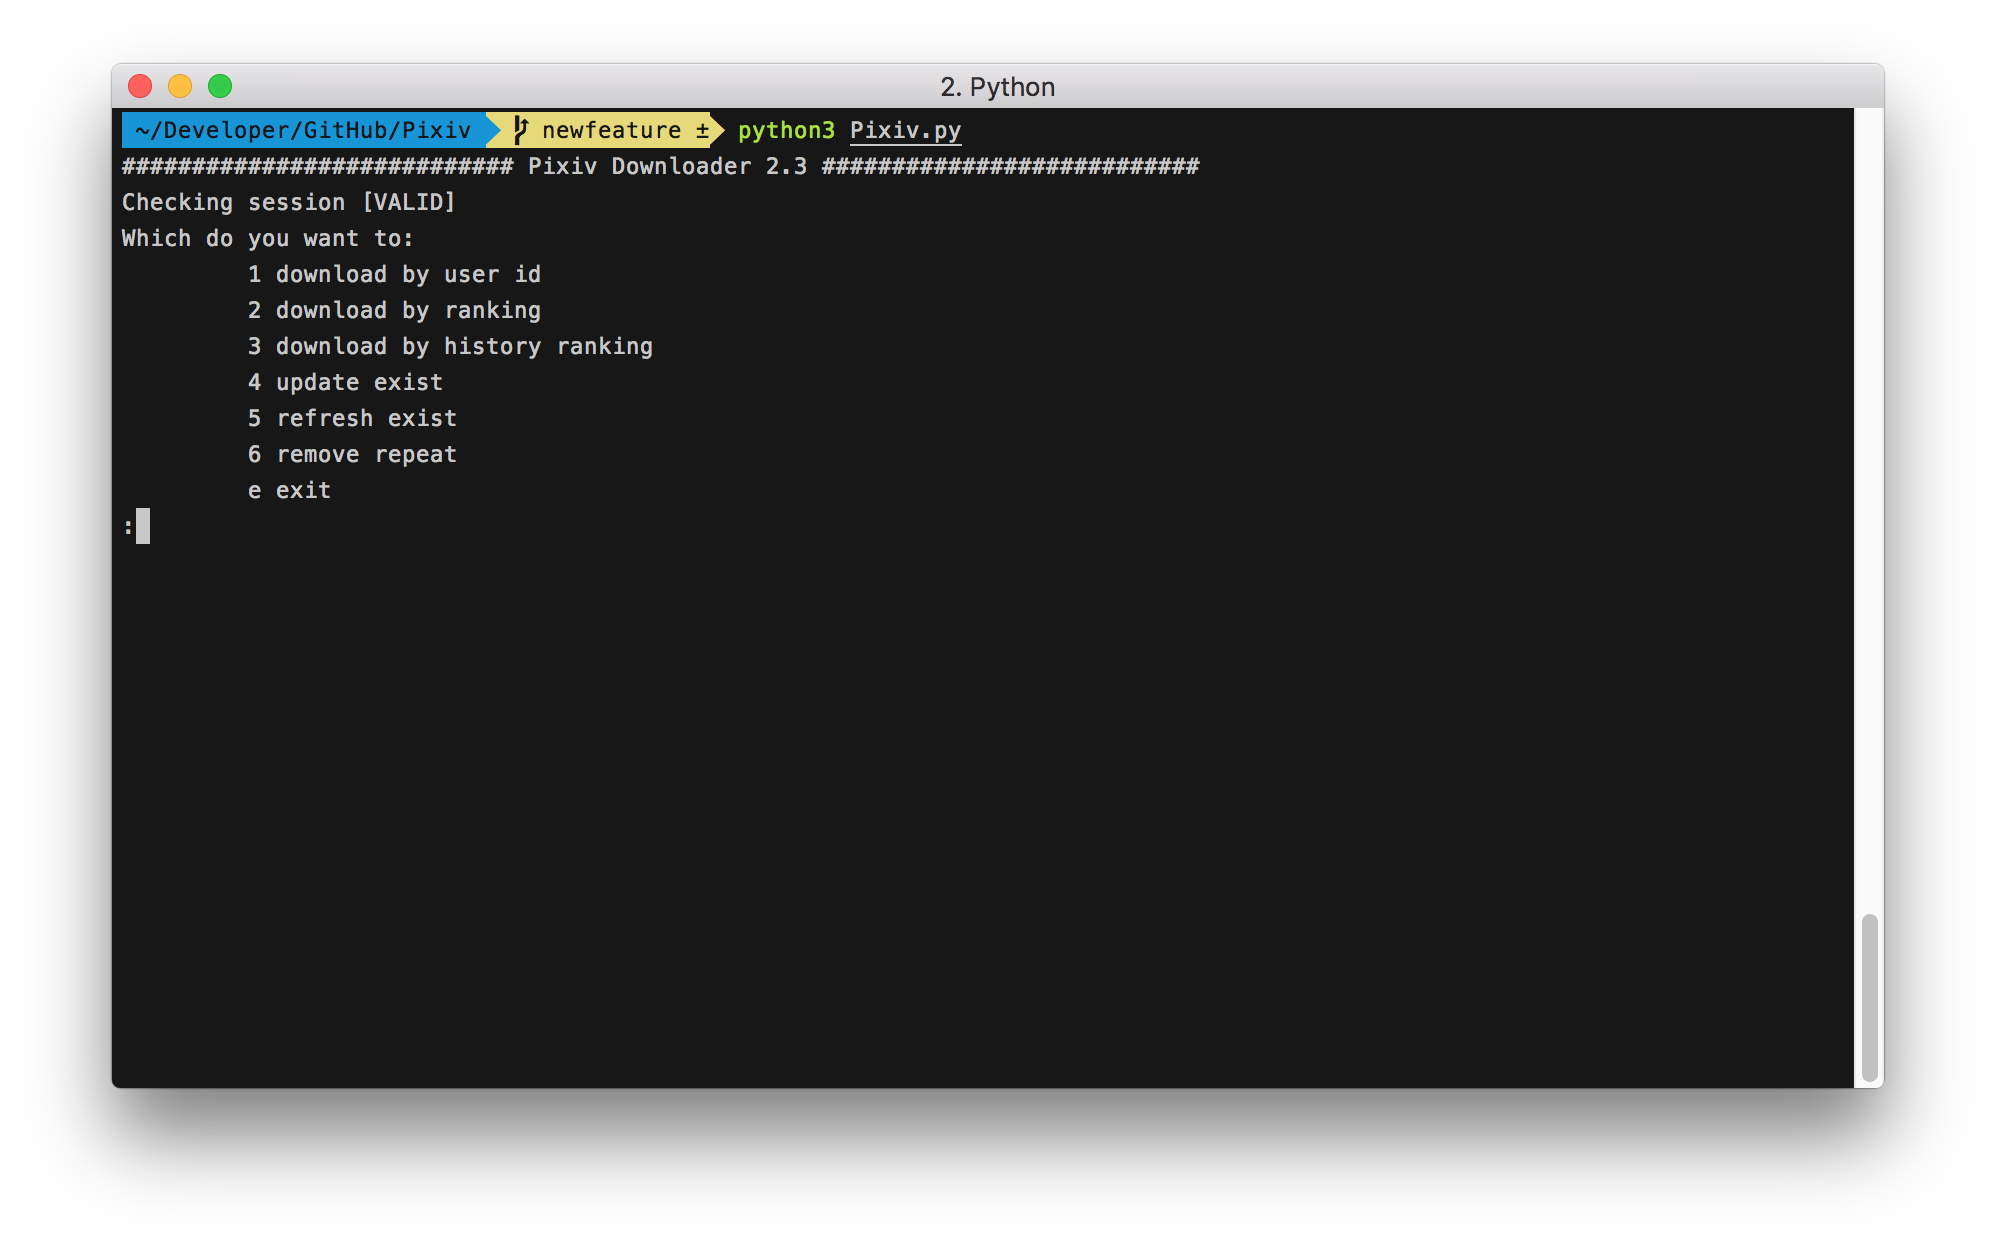 2. Python
~/Developer/GitHub/Pixiv newfeature ± python3 Pixiv.py
############################ Pixiv Downloader 2.3 ###########################
Checking session [VALID]
Which do you want to:
1 download by user id
2 download by ranking
3 download by history ranking
4 update exist
5 refresh exist
6 remove repeat
e exit
: